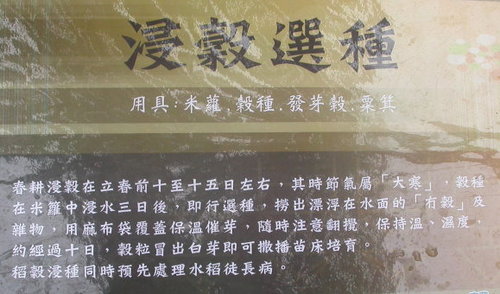 浸穀選種
用具:米籮.穀種.發芽穀.粟箕
春耕浸穀在立春前十至十五日左右，其時節氣屬「大寒」，穀種
在米籮中浸水三日後，即行選種，撈出漂浮在水面的「冇穀」及
雜物，用麻布袋覆蓋保溫催芽，隨時注意翻攪，保持溫、濕度，
約經過十日，穀粒冒出白芽即可撒播苗床培育。
稻穀浸種同時預先處理水稻徒長病。